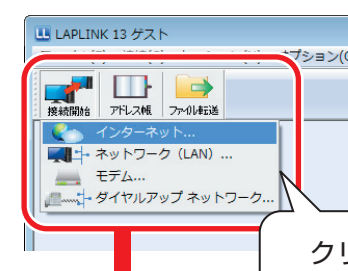 LAPLINK 13 ゲスト
オプション(O
接続開始 アドレス帳 ファイル転送
インターネット...
ネットワーク (LAN) ...
モデム...
ダイヤルアップ ネットワーク...
クリ